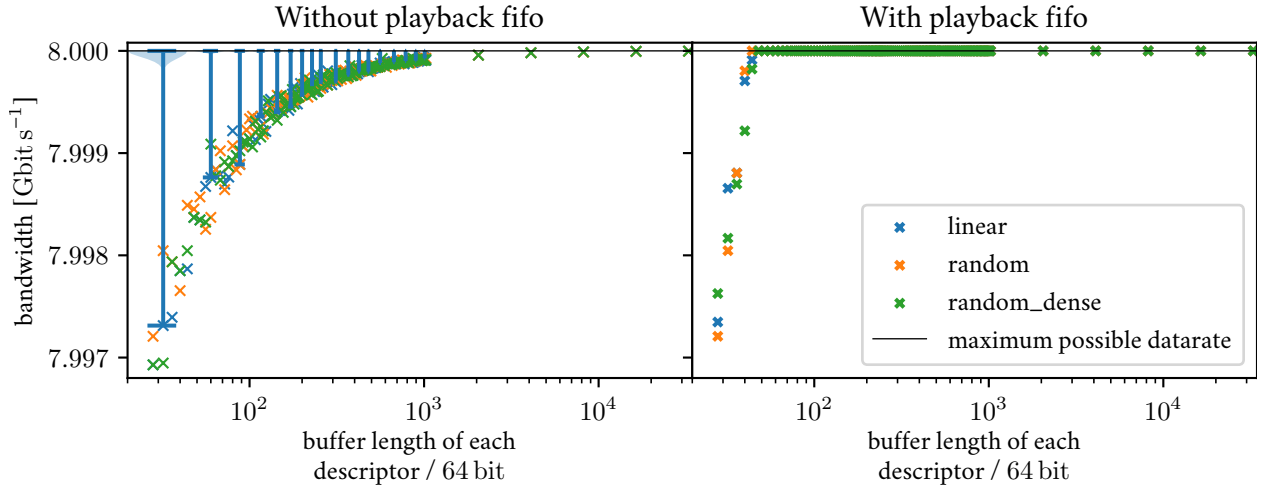 Without playback fifo
With playback fifo
bandwidth [Gbit s⁻¹]
8.000
7.999
7.998
7.997
10²
10³
10⁴
10²
10³
10⁴
linear
random
random_dense
maximum possible datarate
buffer length of each
descriptor / 64 bit
buffer length of each
descriptor / 64 bit